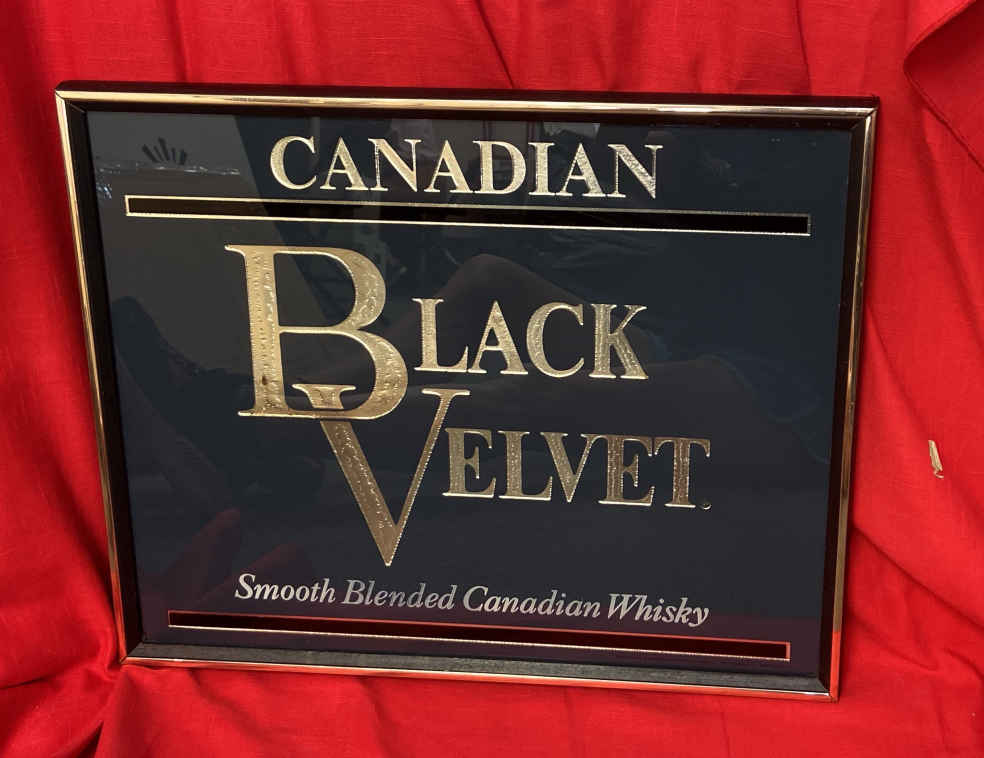 CANADIAN
BLACK
VELVET
Smooth Blended Canadian Whisky